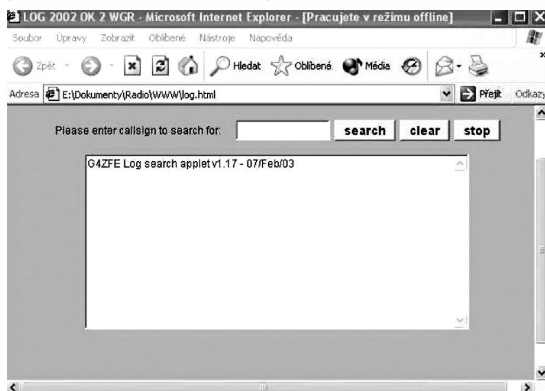 LOG 2002 OK 2 WGR - Microsoft Internet Explorer - [Pracujete v režimu offline]
Soubor Úpravy Zobrazit Oblíbené Nástroje Nápověda
Zpět Hledat Oblíbené Média
Adresa E:\Dokumenty\Radio\WWW\log.html Přejít Odkazy
Please enter callsign to search for: search clear stop
G4ZFE Log search applet v1.17 - 07/Feb/03